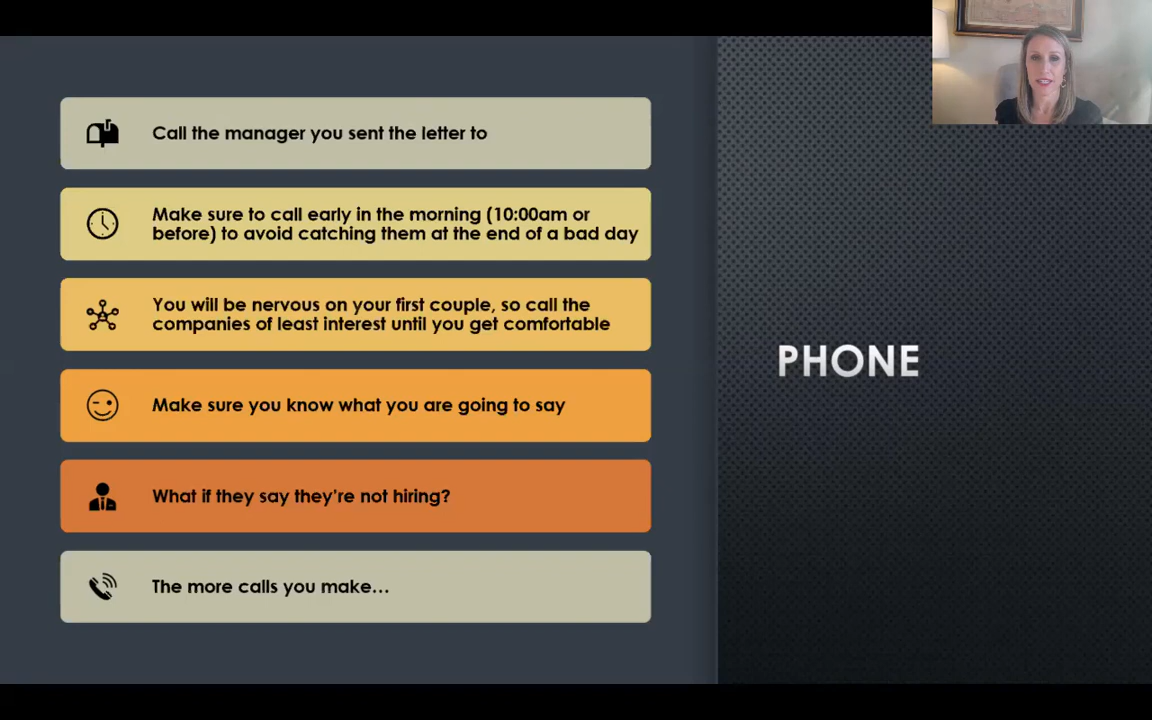 Call the manager you sent the letter to
Make sure to call early in the morning (10:00am or
before) to avoid catching them at the end of a bad day
You will be nervous on your first couple, so call the
companies of least interest until you get comfortable
Make sure you know what you are going to say
What if they say they're not hiring?
The more calls you make...
PHONE